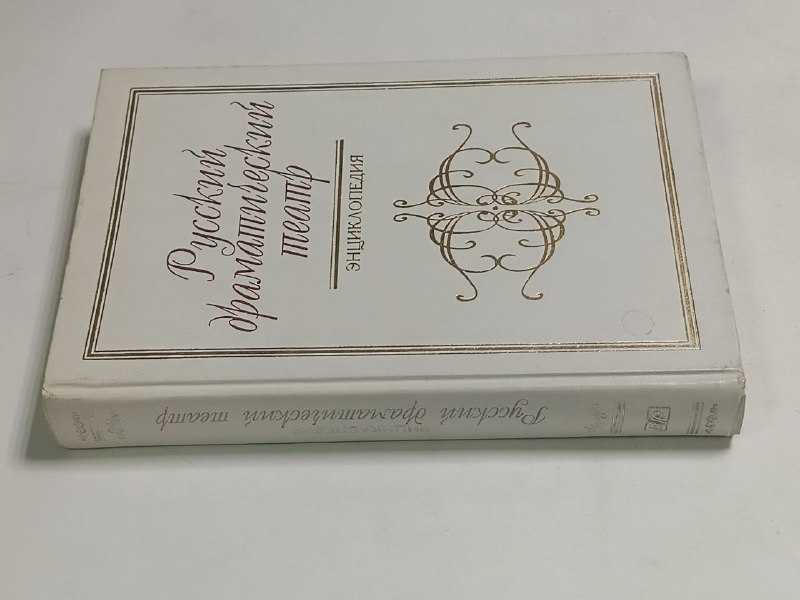 Русский
драматический
театр
ЭНЦИКЛОПЕДИЯ
Русский драматический театр